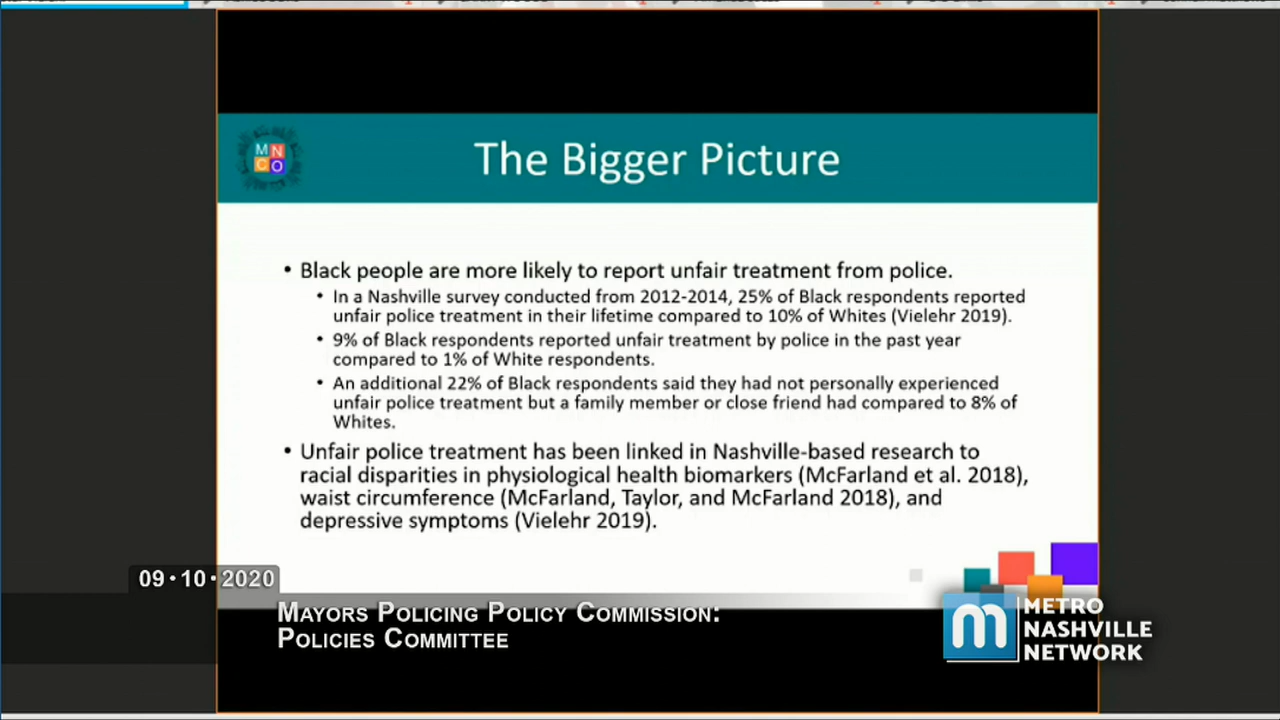 MN
CO
The Bigger Picture
• Black people are more likely to report unfair treatment from police.
• In a Nashville survey conducted from 2012-2014, 25% of Black respondents reported
unfair police treatment in their lifetime compared to 10% of Whites (Vielehr 2019).
• 9% of Black respondents reported unfair treatment by police in the past year
compared to 1% of White respondents.
• An additional 22% of Black respondents said they had not personally experienced
unfair police treatment but a family member or close friend had compared to 8% of
Whites.
• Unfair police treatment has been linked in Nashville-based research to
racial disparities in physiological health biomarkers (McFarland et al. 2018),
waist circumference (McFarland, Taylor, and McFarland 2018), and
depressive symptoms (Vielehr 2019).
09•10•2020
Mayors Policing Policy Commission:
Policies Committee
m
METRO
NASHVILLE
NETWORK